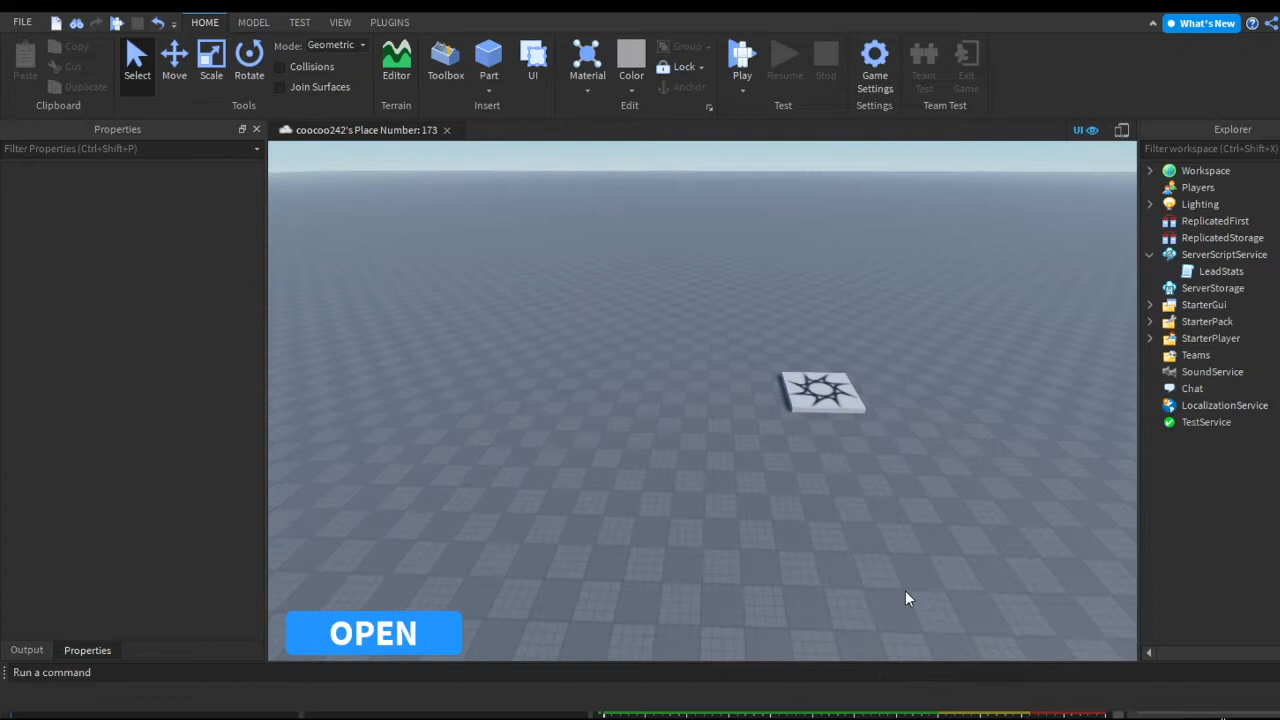 FILE HOME MODEL TEST VIEW PLUGINS What's New
Paste Copy Cut Duplicate Clipboard
Select Move Scale Rotate Mode: Geometric Collisions Join Surfaces Tools
Editor Terrain
Toolbox Part UI Insert
Material Color Group Lock Anchor Edit
Play Resume Stop Test
Game Settings Settings
Team Test Exit Game Team Test
Properties coocoo242's Place Number: 173 UI Explorer
Filter Properties (Ctrl+Shift+P) Filter workspace (Ctrl+Shift+X)
Workspace
Players
Lighting
ReplicatedFirst
ReplicatedStorage
ServerScriptService
LeadStats
ServerStorage
StarterGui
StarterPack
StarterPlayer
Teams
SoundService
Chat
LocalizationService
TestService
OPEN
Output Properties
Run a command